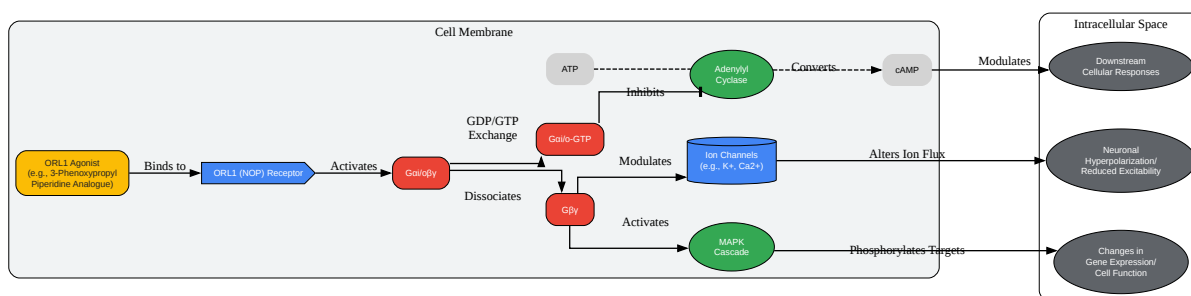 Cell Membrane
Intracellular Space
ATP
Adenylyl
Cyclase
Converts
cAMP
Modulates
Downstream
Cellular Responses
Inhibits
GDP/GTP
Exchange
Gαi/o-GTP
ORL1 Agonist
(e.g., 3-Phenoxypropyl
Piperidine Analogue)
Binds to
ORL1 (NOP) Receptor
Activates
Gαi/oβγ
Modulates
Ion Channels
(e.g., K+, Ca2+)
Alters Ion Flux
Neuronal
Hyperpolarization/
Reduced Excitability
Dissociates
Gβγ
Activates
MAPK
Cascade
Phosphorylates Targets
Changes in
Gene Expression/
Cell Function